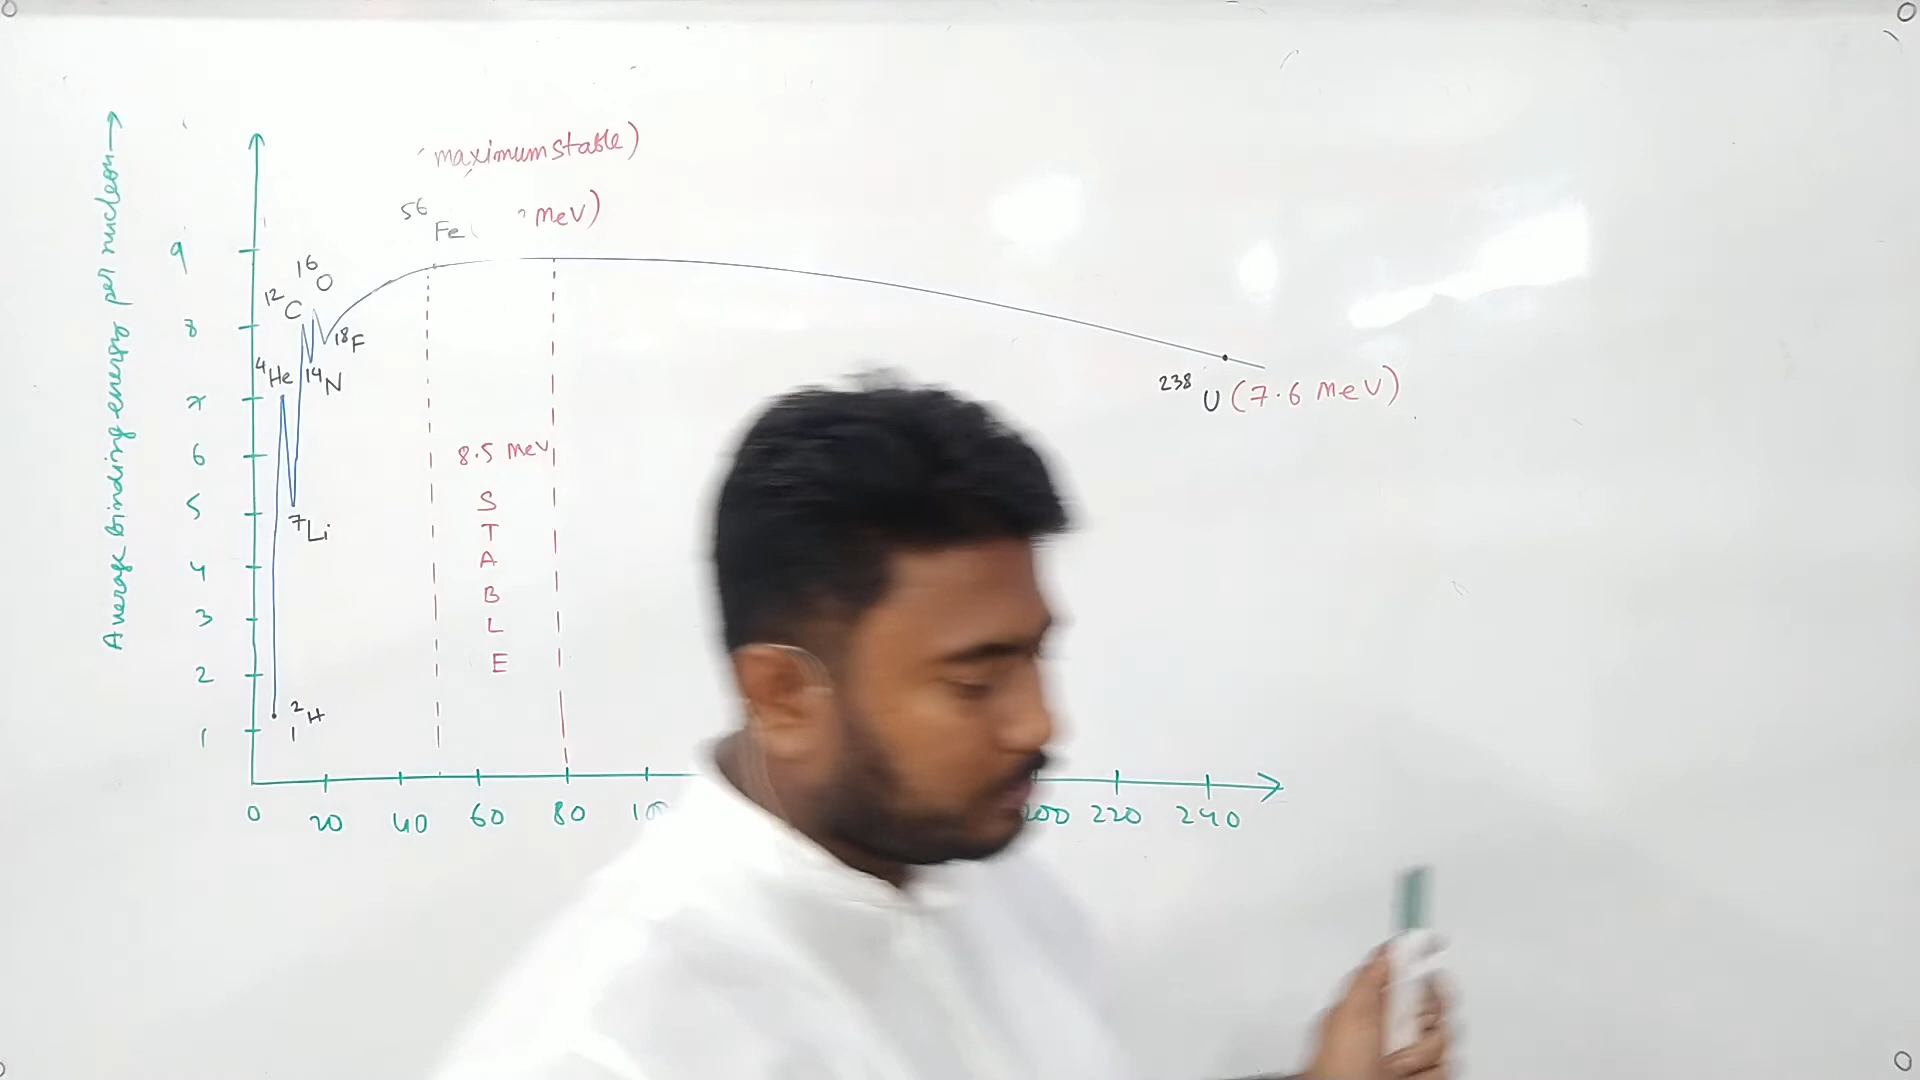 Average binding energy per nucleon
maximum stable)
56
Fe( MeV)
9
8
7
6
5
4
3
2
1
16 O
12 C
18 F
4 He
14 N
7 Li
2 H
1
8.5 MeV
S
T
A
B
L
E
238 U (7.6 MeV)
0 20 40 60 80 200 220 240